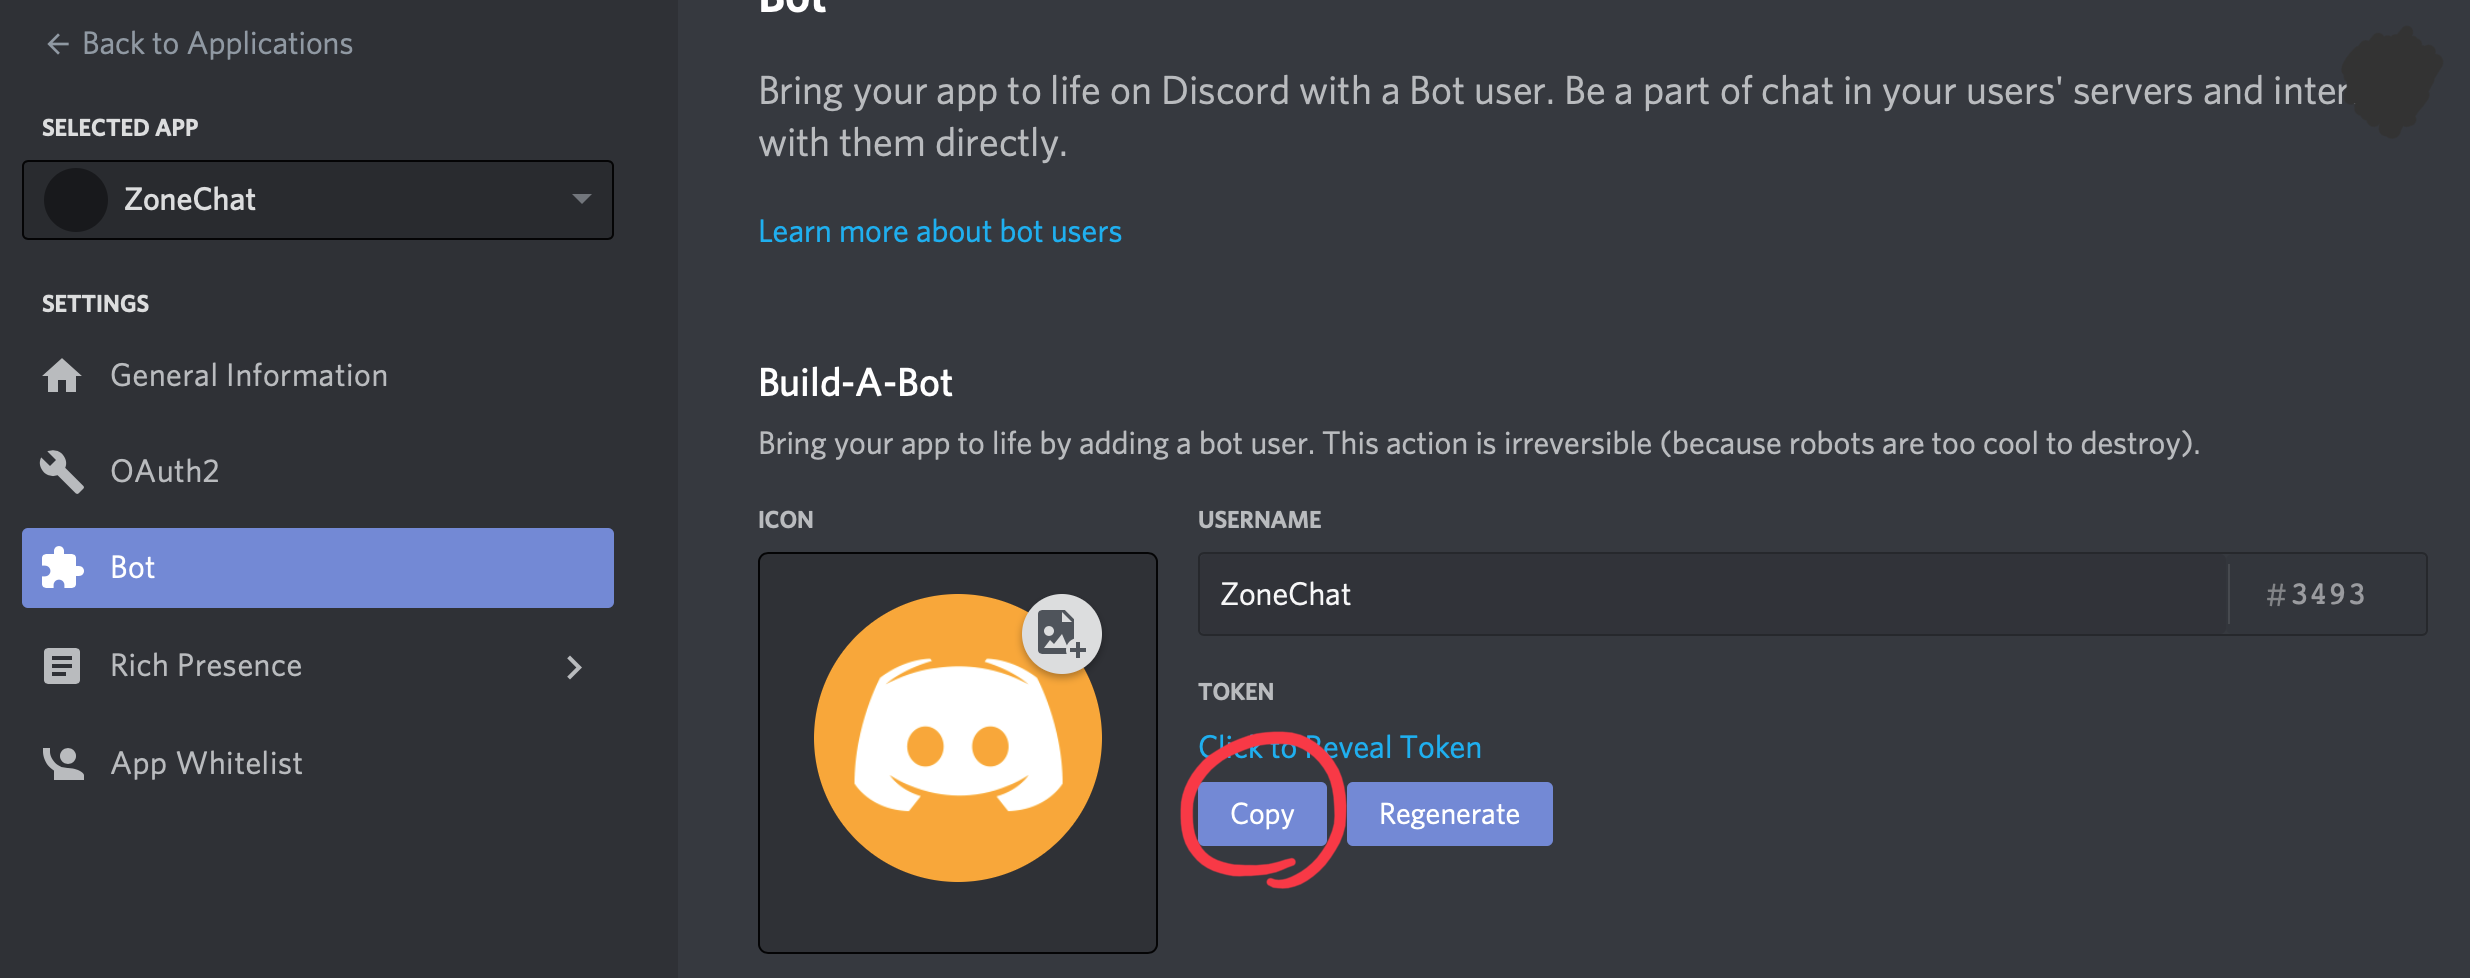 ← Back to Applications
SELECTED APP
ZoneChat
SETTINGS
General Information
OAuth2
Bot
Rich Presence
App Whitelist
Bot
Bring your app to life on Discord with a Bot user. Be a part of chat in your users' servers and inter
with them directly.
Learn more about bot users
Build-A-Bot
Bring your app to life by adding a bot user. This action is irreversible (because robots are too cool to destroy).
ICON
USERNAME
ZoneChat
#3493
TOKEN
Click to Reveal Token
Copy
Regenerate